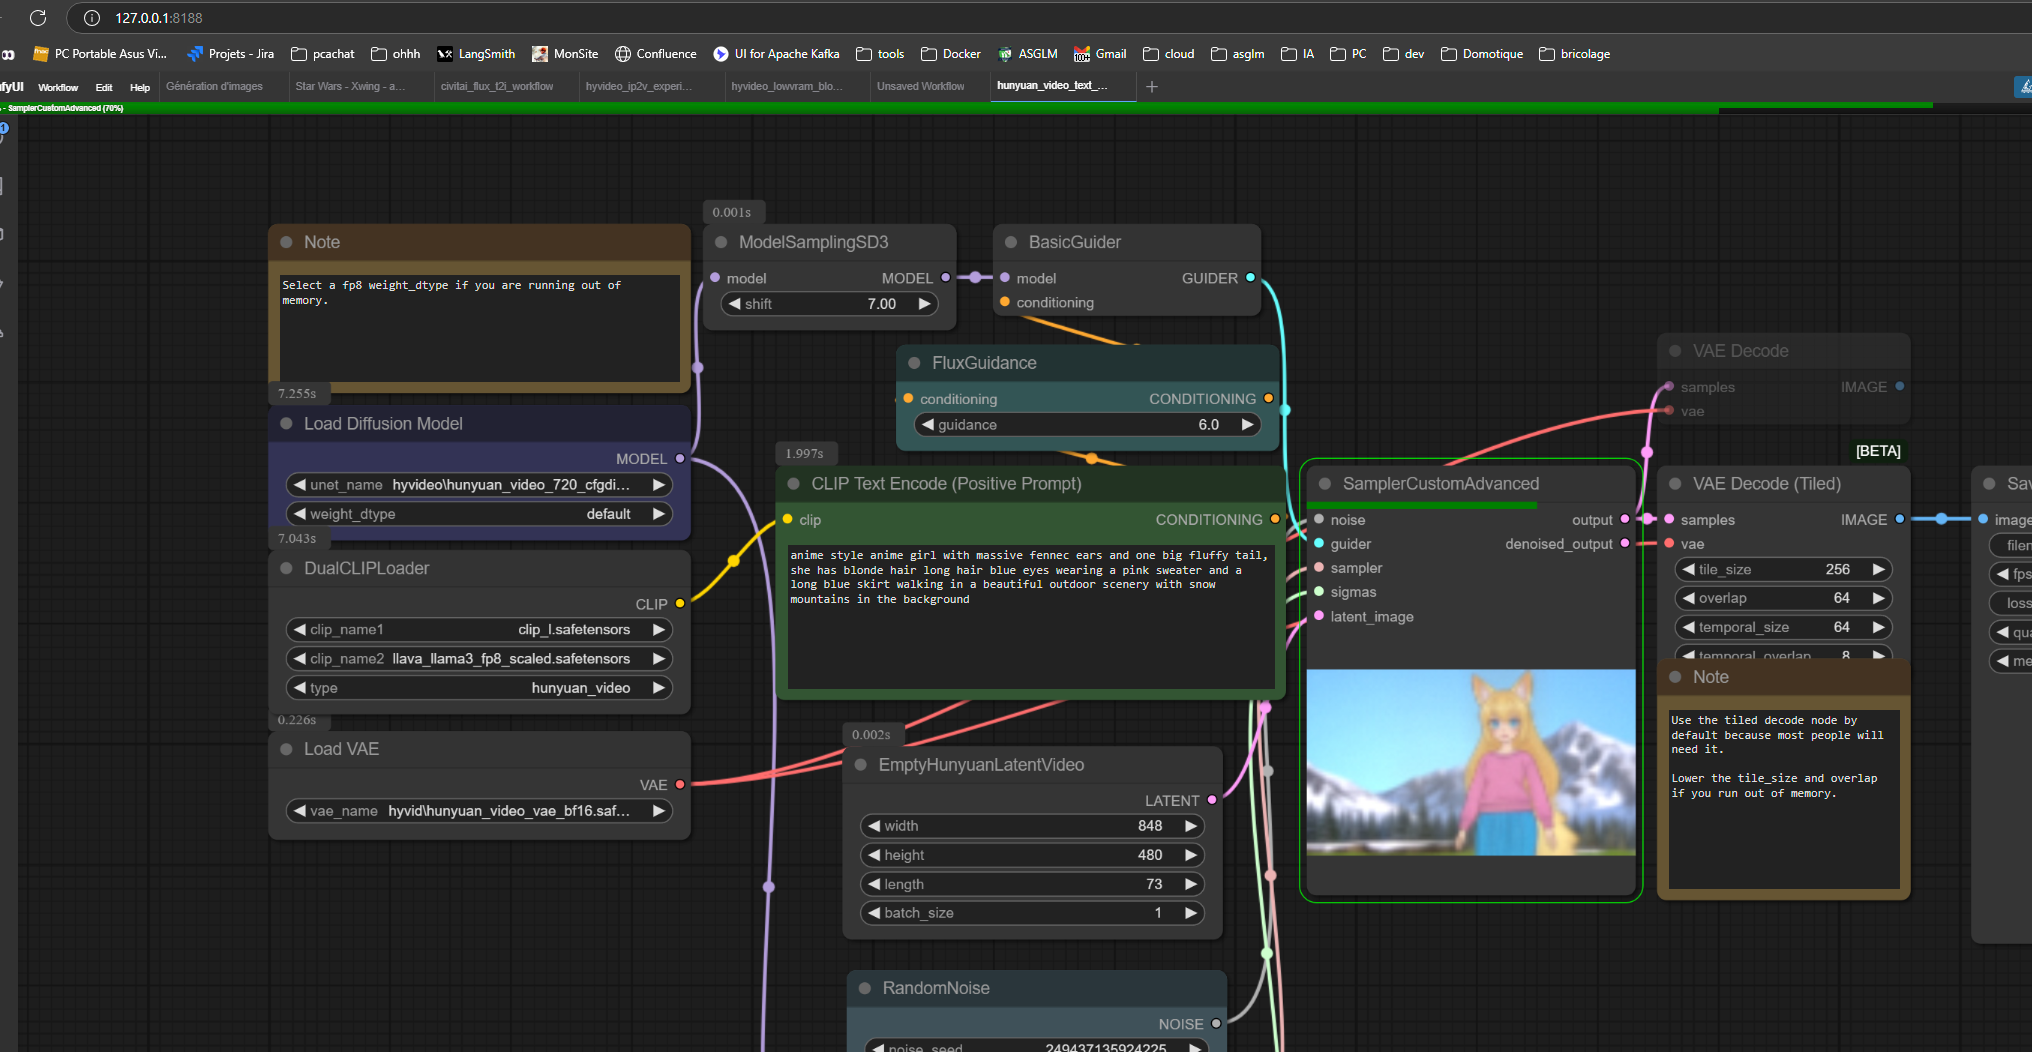 127.0.0.1:8188
PC Portable Asus Vi...
Projets - Jira
pcachat
ohhh
LangSmith
MonSite
Confluence
UI for Apache Kafka
tools
Docker
ASGLM
Gmail
cloud
asglm
IA
PC
dev
Domotique
bricolage
fyUI
Workflow
Edit
Help
Génération d'images
Star Wars - Xwing - a...
civitai_flux_t2i_workflow
hyvideo_ip2v_experi...
hyvideo_lowvram_blo...
Unsaved Workflow
hunyuan_video_text_...
- SamplerCustomAdvanced (70%)
1
Note
Select a fp8 weight_dtype if you are running out of
memory.
7.255s
Load Diffusion Model
MODEL
unet_name hyvideo\hunyuan_video_720_cfgdi...
weight_dtype default
7.043s
DualCLIPLoader
CLIP
clip_name1 clip_l.safetensors
clip_name2 llava_llama3_fp8_scaled.safetensors
type hunyuan_video
0.226s
Load VAE
VAE
vae_name hyvid\hunyuan_video_vae_bf16.saf...
0.001s
ModelSamplingSD3
model MODEL
shift 7.00
BasicGuider
model GUIDER
conditioning
FluxGuidance
conditioning CONDITIONING
guidance 6.0
1.997s
CLIP Text Encode (Positive Prompt)
clip CONDITIONING
anime style anime girl with massive fennec ears and one big fluffy tail,
she has blonde hair long hair blue eyes wearing a pink sweater and a
long blue skirt walking in a beautiful outdoor scenery with snow
mountains in the background
0.002s
EmptyHunyuanLatentVideo
LATENT
width 848
height 480
length 73
batch_size 1
RandomNoise
NOISE
noise_seed 249437135924225
SamplerCustomAdvanced
noise output
guider denoised_output
sampler
sigmas
latent_image
VAE Decode
samples IMAGE
vae
[BETA]
VAE Decode (Tiled)
samples IMAGE
vae
tile_size 256
overlap 64
temporal_size 64
temporal_overlap 8
Note
Use the tiled decode node by
default because most people will
need it.
Lower the tile_size and overlap
if you run out of memory.
Sav
image
filen
fps
loss
qua
me